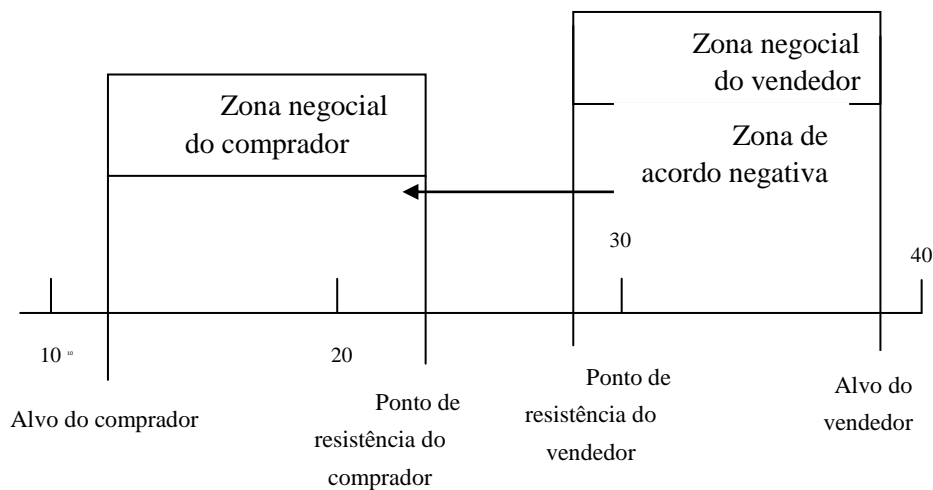 Zona negocial
do vendedor
Zona negocial
do comprador
Zona de
acordo negativa
30
40
10 10
20
Alvo do comprador
Ponto de
resistência do
comprador
Ponto de
resistência do
vendedor
Alvo do
vendedor